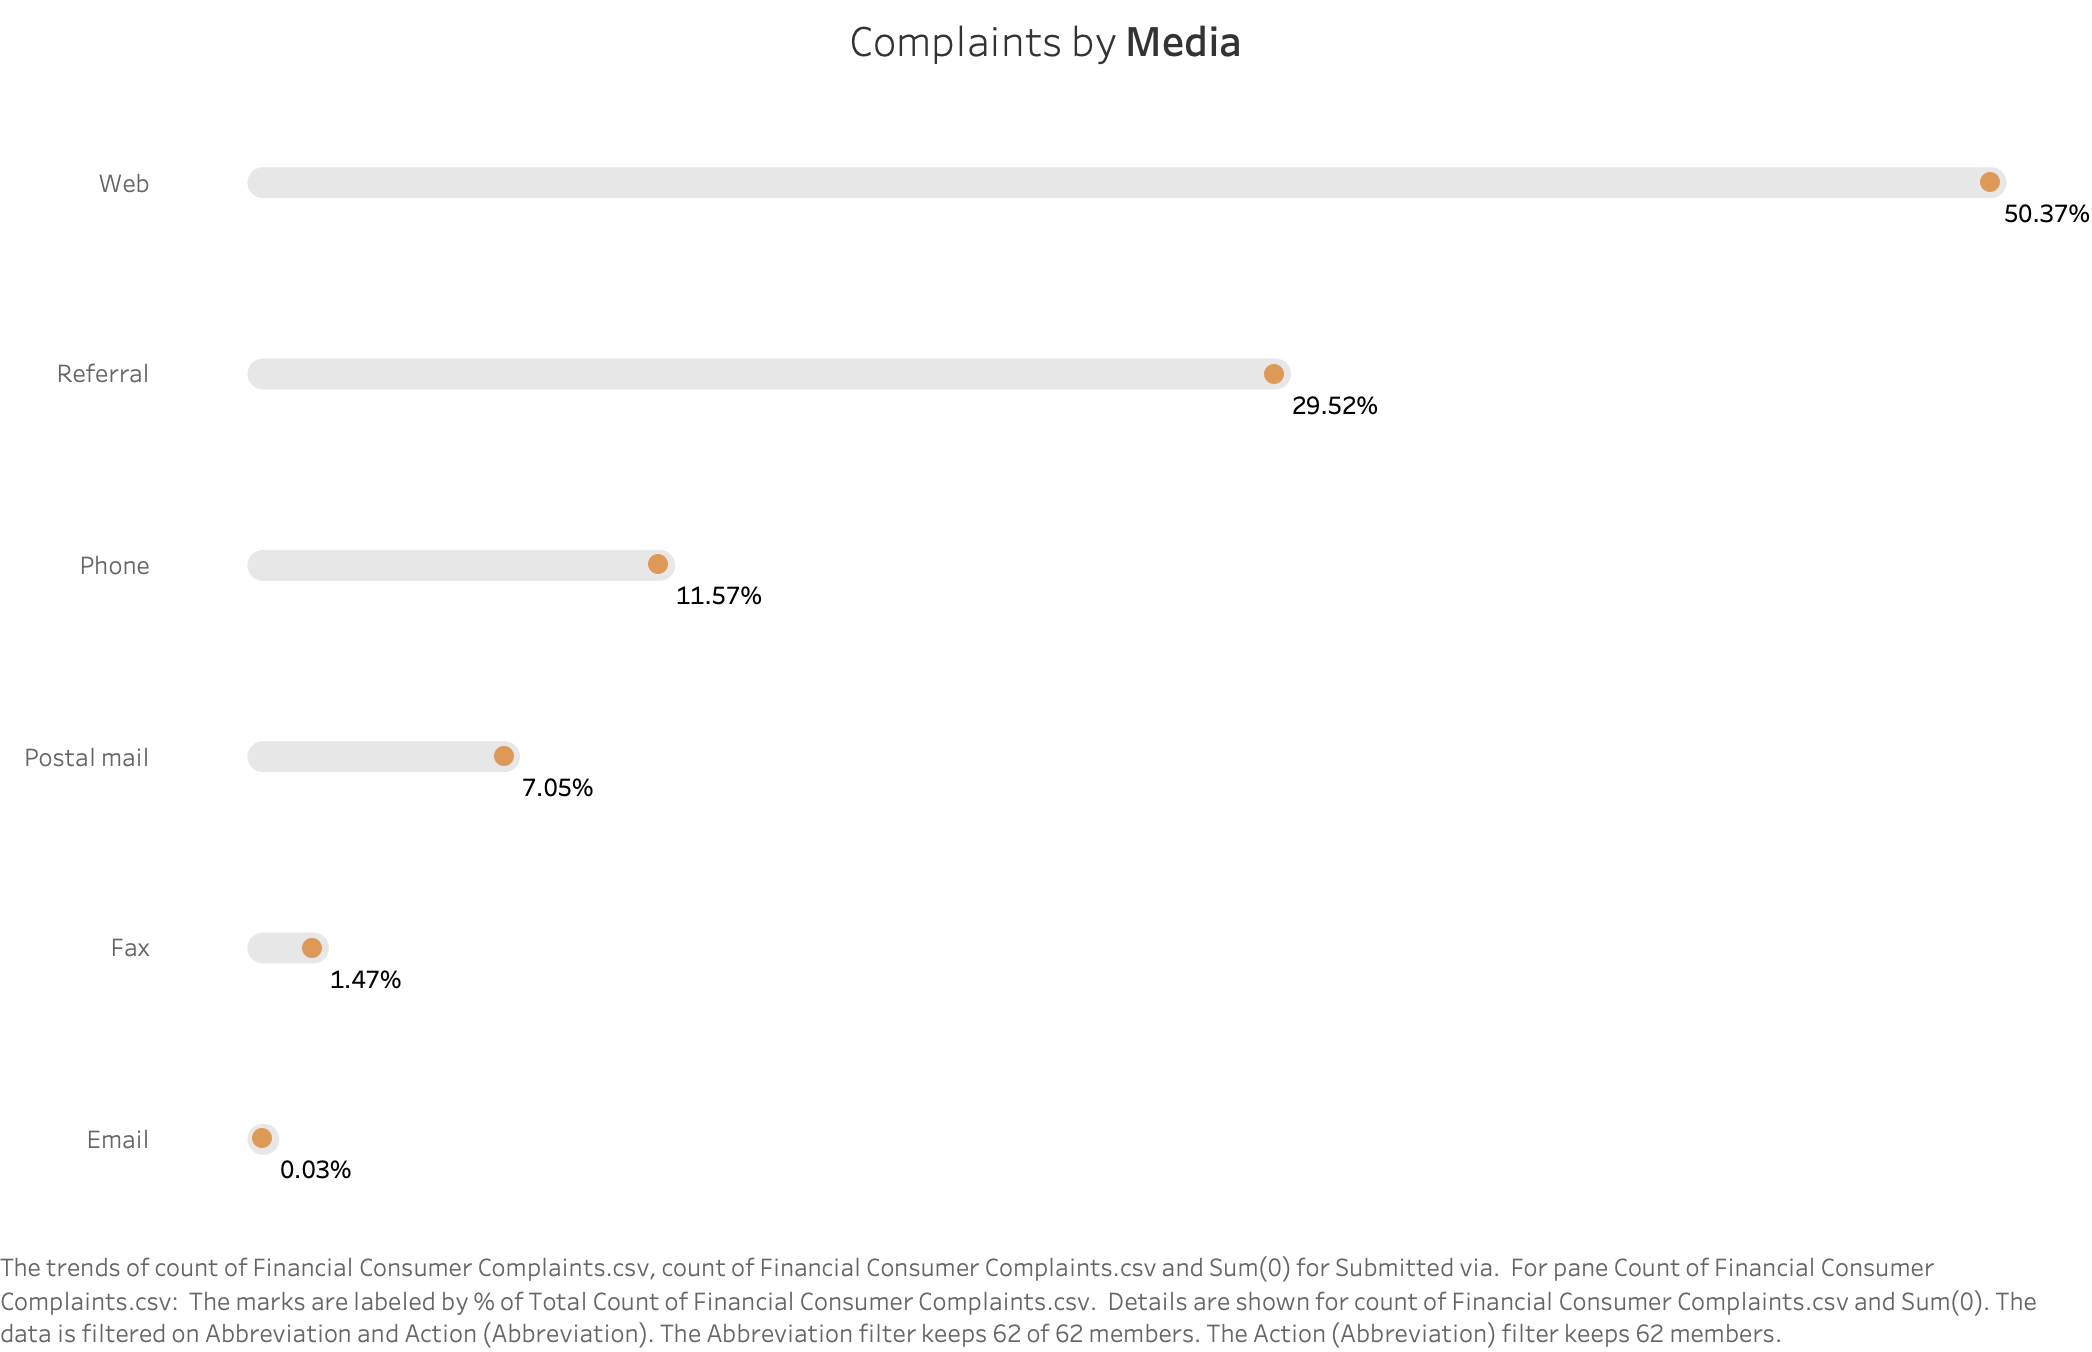 Complaints by Media
Web
50.37%
Referral
29.52%
Phone
11.57%
Postal mail
7.05%
Fax
1.47%
Email
0.03%
The trends of count of Financial Consumer Complaints.csv, count of Financial Consumer Complaints.csv and Sum(0) for Submitted via.  For pane Count of Financial Consumer
Complaints.csv:  The marks are labeled by % of Total Count of Financial Consumer Complaints.csv.  Details are shown for count of Financial Consumer Complaints.csv and Sum(0). The
data is filtered on Abbreviation and Action (Abbreviation). The Abbreviation filter keeps 62 of 62 members. The Action (Abbreviation) filter keeps 62 members.